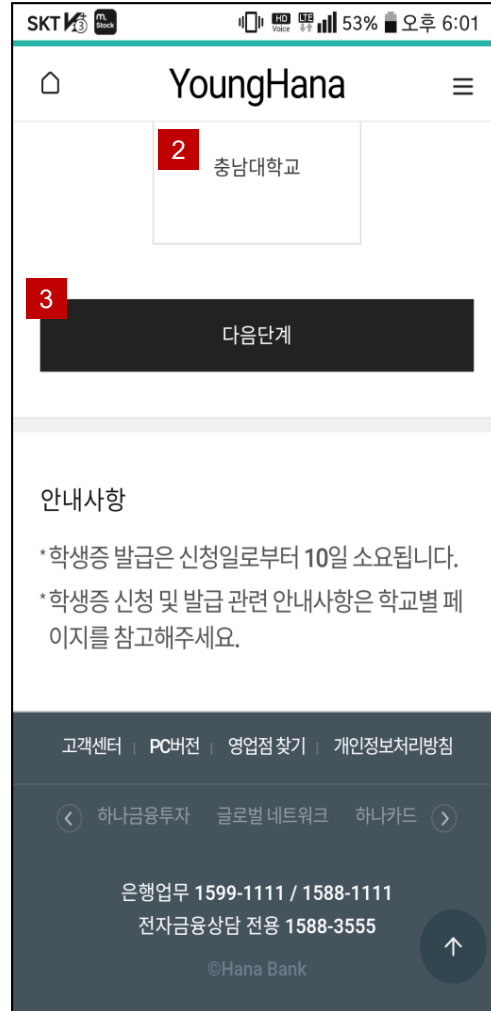 SKT 3 m.Stock HD Voice LTE 53% 오후 6:01
YoungHana
2
충남대학교
3
다음단계
안내사항
*학생증 발급은 신청일로부터 10일 소요됩니다.
*학생증 신청 및 발급 관련 안내사항은 학교별 페
이지를 참고해주세요.
고객센터 | PC버전 | 영업점 찾기 | 개인정보처리방침
하나금융투자 글로벌 네트워크 하나카드
은행업무 1599-1111 / 1588-1111
전자금융상담 전용 1588-3555
©Hana Bank